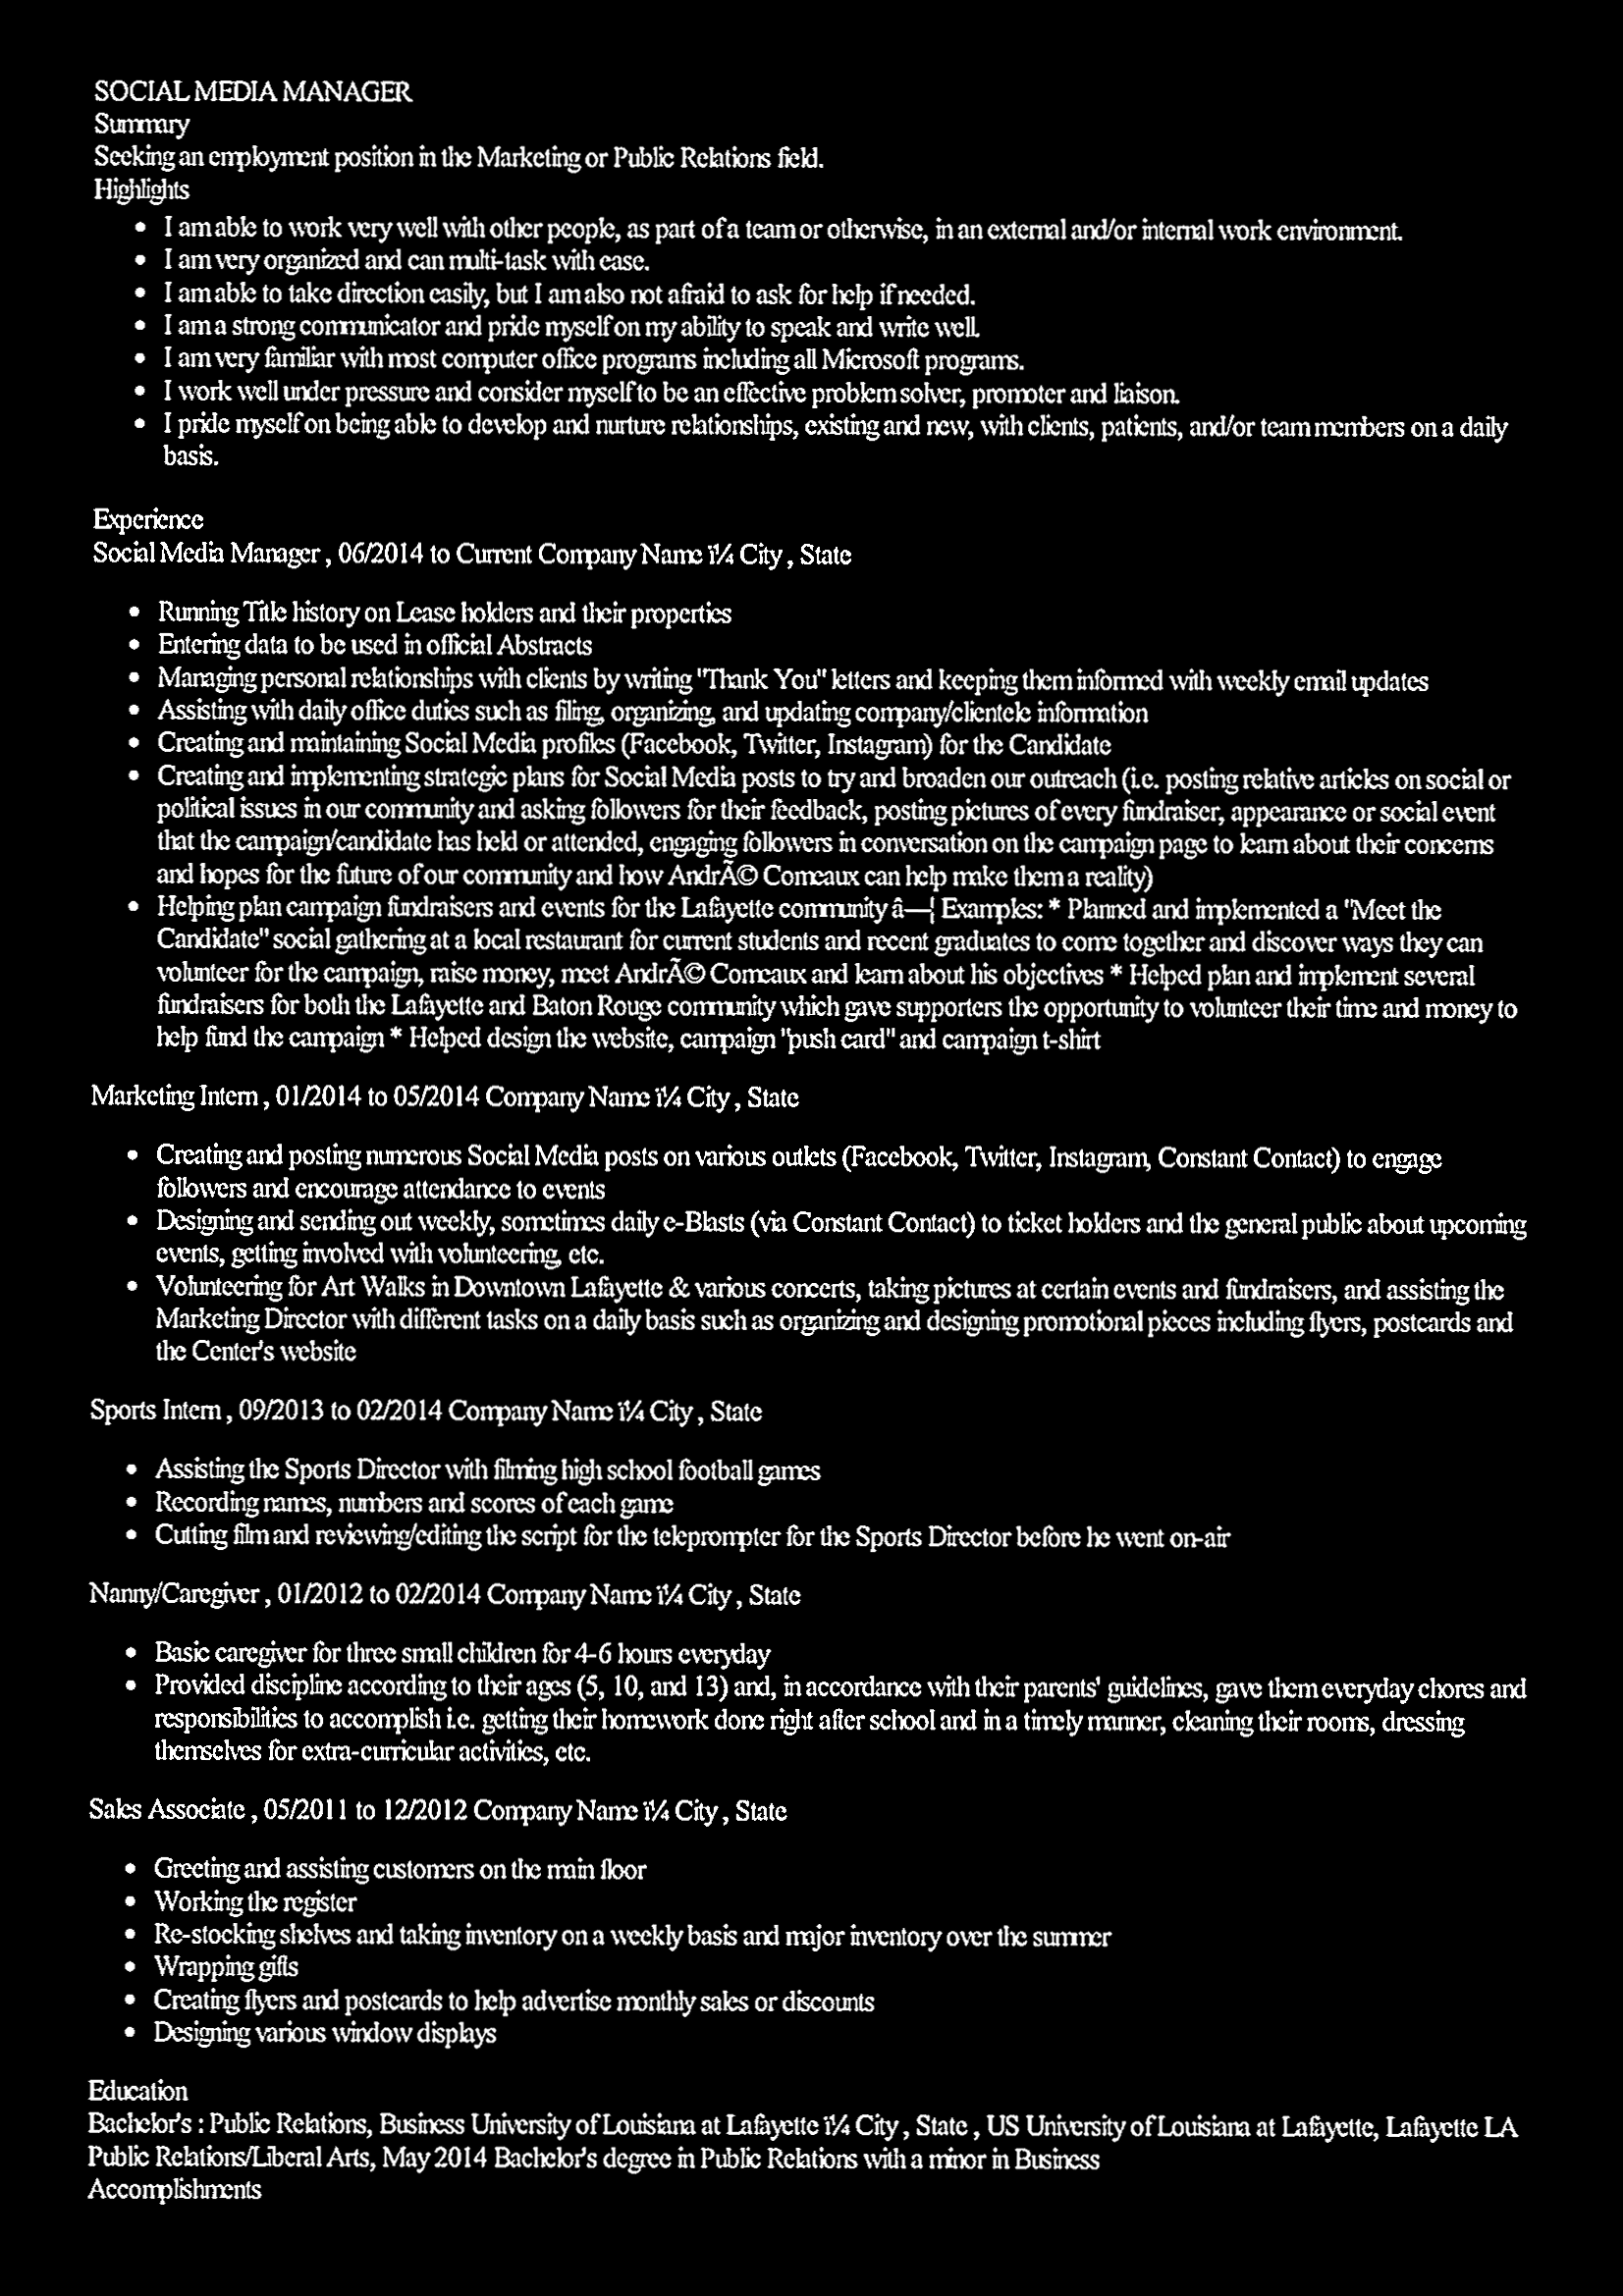 SOCIAL MEDIA MANAGER
Summary
Seeking an employment position in the Marketing or Public Relations field.
Highlights
• I am able to work very well with other people, as part of a team or otherwise, in an external and/or internal work environment.
• I am very organized and can multi-task with ease.
• I am able to take direction easily, but I am also not afraid to ask for help if needed.
• I am a strong communicator and pride myself on my ability to speak and write well.
• I am very familiar with most computer office programs including all Microsoft programs.
• I work well under pressure and consider myself to be an effective problem solver, promoter and liaison.
• I pride myself on being able to develop and nurture relationships, existing and new, with clients, patients, and/or team members on a daily
basis.
Experience
Social Media Manager , 06/2014 to Current Company Name ï¼ City , State
• Running Title history on Lease holders and their properties
• Entering data to be used in official Abstracts
• Managing personal relationships with clients by writing "Thank You" letters and keeping them informed with weekly email updates
• Assisting with daily office duties such as filing, organizing, and updating company/clientele information
• Creating and maintaining Social Media profiles (Facebook, Twitter, Instagram) for the Candidate
• Creating and implementing strategic plans for Social Media posts to try and broaden our outreach (i.e. posting relative articles on social or
political issues in our community and asking followers for their feedback, posting pictures of every fundraiser, appearance or social event
that the campaign/candidate has held or attended, engaging followers in conversation on the campaign page to learn about their concerns
and hopes for the future of our community and how AndrÃ© Comeaux can help make them a reality)
• Helping plan campaign fundraisers and events for the Lafayette community â—¦ Examples: * Planned and implemented a "Meet the
Candidate" social gathering at a local restaurant for current students and recent graduates to come together and discover ways they can
volunteer for the campaign, raise money, meet AndrÃ© Comeaux and learn about his objectives * Helped plan and implement several
fundraisers for both the Lafayette and Baton Rouge community which gave supporters the opportunity to volunteer their time and money to
help fund the campaign * Helped design the website, campaign "push card" and campaign t-shirt
Marketing Intern , 01/2014 to 05/2014 Company Name ï¼ City , State
• Creating and posting numerous Social Media posts on various outlets (Facebook, Twitter, Instagram, Constant Contact) to engage
followers and encourage attendance to events
• Designing and sending out weekly, sometimes daily e-Blasts (via Constant Contact) to ticket holders and the general public about upcoming
events, getting involved with volunteering, etc.
• Volunteering for Art Walks in Downtown Lafayette & various concerts, taking pictures at certain events and fundraisers, and assisting the
Marketing Director with different tasks on a daily basis such as organizing and designing promotional pieces including flyers, postcards and
the Center's website
Sports Intern , 09/2013 to 02/2014 Company Name ï¼ City , State
• Assisting the Sports Director with filming high school football games
• Recording names, numbers and scores of each game
• Cutting film and reviewing/editing the script for the teleprompter for the Sports Director before he went on-air
Nanny/Caregiver , 01/2012 to 02/2014 Company Name ï¼ City , State
• Basic caregiver for three small children for 4-6 hours everyday
• Provided discipline according to their ages (5, 10, and 13) and, in accordance with their parents' guidelines, gave them everyday chores and
responsibilities to accomplish i.e. getting their homework done right after school and in a timely manner, cleaning their rooms, dressing
themselves for extra-curricular activities, etc.
Sales Associate , 05/2011 to 12/2012 Company Name ï¼ City , State
• Greeting and assisting customers on the main floor
• Working the register
• Re-stocking shelves and taking inventory on a weekly basis and major inventory over the summer
• Wrapping gifts
• Creating flyers and postcards to help advertise monthly sales or discounts
• Designing various window displays
Education
Bachelor's : Public Relations, Business University of Louisiana at Lafayette ï¼ City , State , US University of Louisiana at Lafayette, Lafayette LA
Public Relations/Liberal Arts, May 2014 Bachelor's degree in Public Relations with a minor in Business
Accomplishments